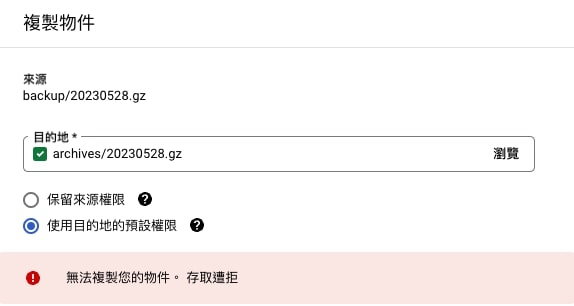 複製物件
來源
backup/20230528.gz
目的地 *
archives/20230528.gz
瀏覽
保留來源權限
使用目的地的預設權限
無法複製您的物件。 存取遭拒